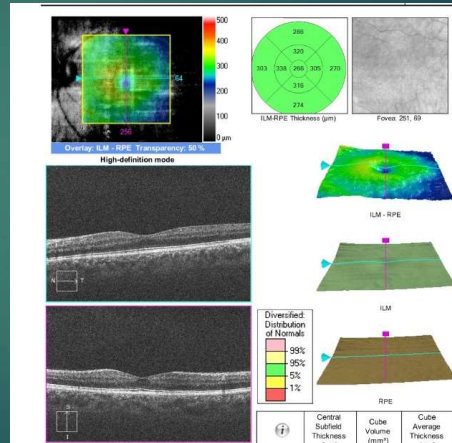 500
400
300
200
100
0 µm
64
256
Overlay: ILM - RPE Transparency: 50 %
High-definition mode
286
320
303 338 266 305 270
316
274
ILM-RPE Thickness (µm)
Fovea: 251, 69
ILM - RPE
N T
ILM
S
I
Diversified:
Distribution
of Normals
99%
95%
5%
1%
RPE
i
Central
Subfield
Thickness
Cube
Volume
(mm³)
Cube
Average
Thickness